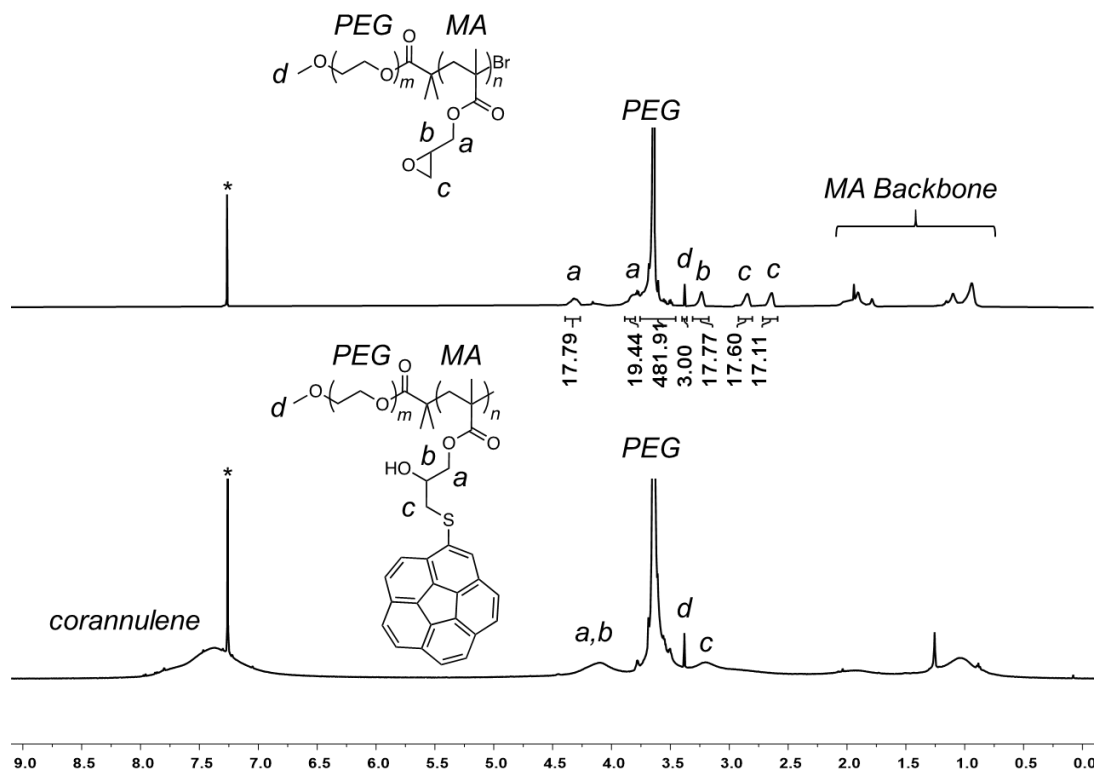 PEG MA
d O O m O n Br
O O
b a
O c
PEG
*
MA Backbone
a a d b c c
17.79 19.44 481.91 3.00 17.77 17.60 17.11
PEG MA
d O O m O n
O O
HO b a
c S
PEG
*
corannulene
a,b d c
9.0 8.5 8.0 7.5 7.0 6.5 6.0 5.5 5.0 4.5 4.0 3.5 3.0 2.5 2.0 1.5 1.0 0.5 0.0